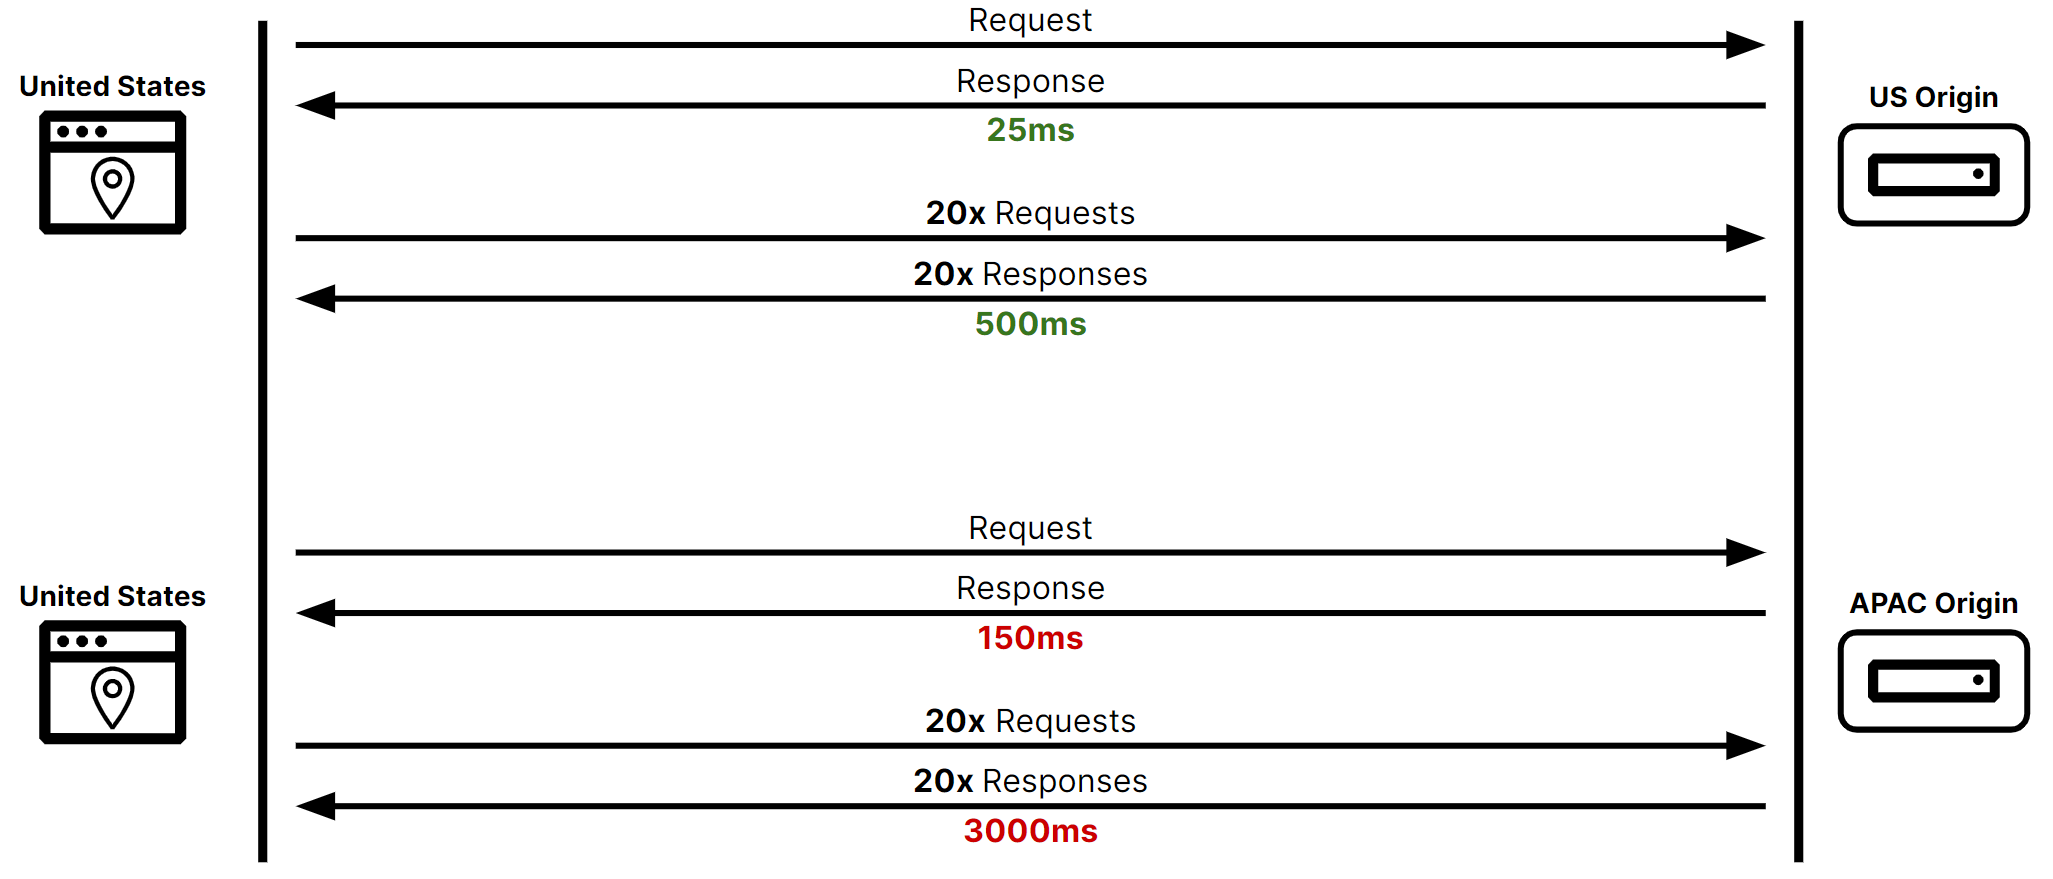 Request
United States
Response
US Origin
25ms
20x Requests
20x Responses
500ms
Request
United States
Response
APAC Origin
150ms
20x Requests
20x Responses
3000ms